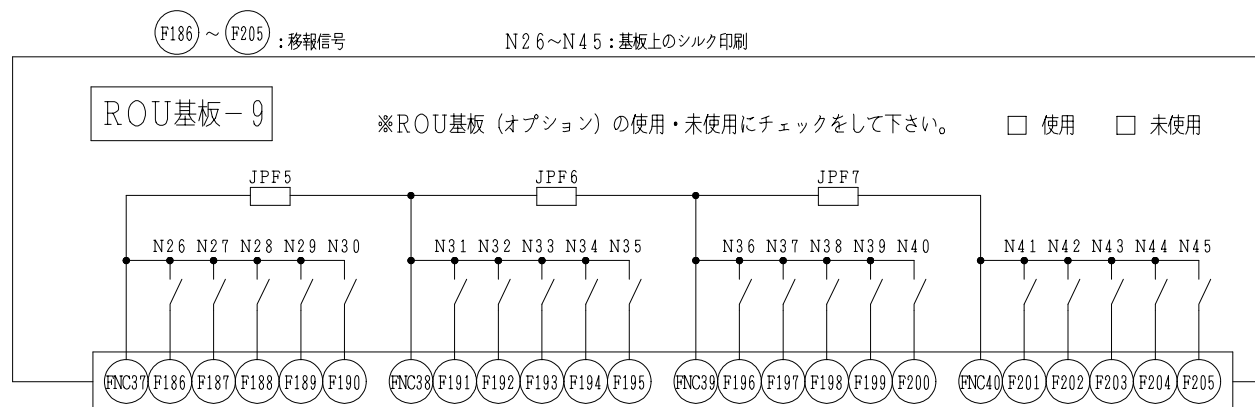 F186 ~ F205 : 移報信号 N26~N45:基板上のシルク印刷
ROU基板-9
※ROU基板(オプション)の使用・未使用にチェックをして下さい。 □ 使用 □ 未使用
JPF5 JPF6 JPF7
N26 N27 N28 N29 N30 N31 N32 N33 N34 N35 N36 N37 N38 N39 N40 N41 N42 N43 N44 N45
FNC37 F186 F187 F188 F189 F190 FNC38 F191 F192 F193 F194 F195 FNC39 F196 F197 F198 F199 F200 FNC40 F201 F202 F203 F204 F205